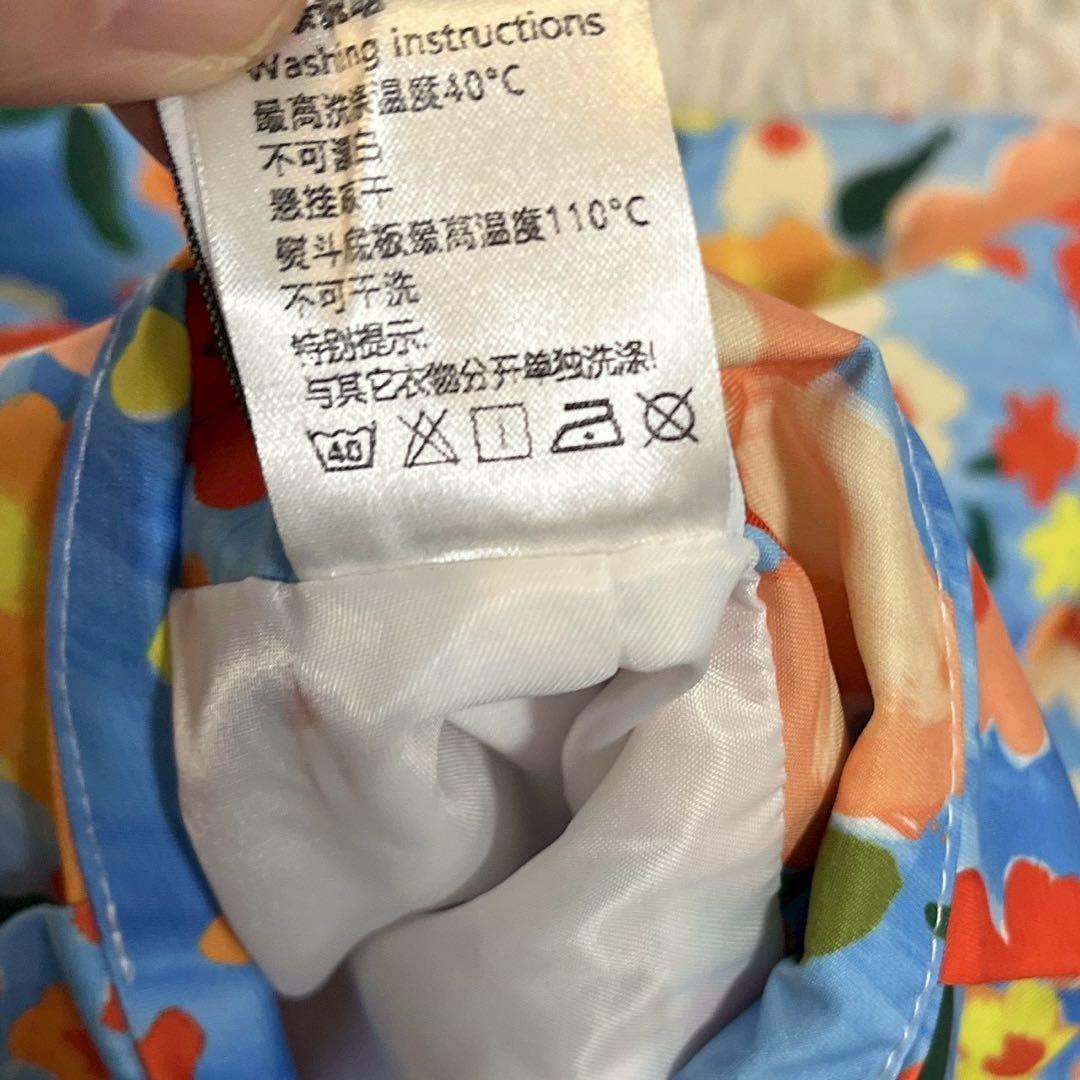 Washing instructions
最高洗涤温度40°C
不可漂白
悬挂晾干
熨斗底板最高温度110°C
不可干洗
特别提示:
与其它衣物分开单独洗涤!
40